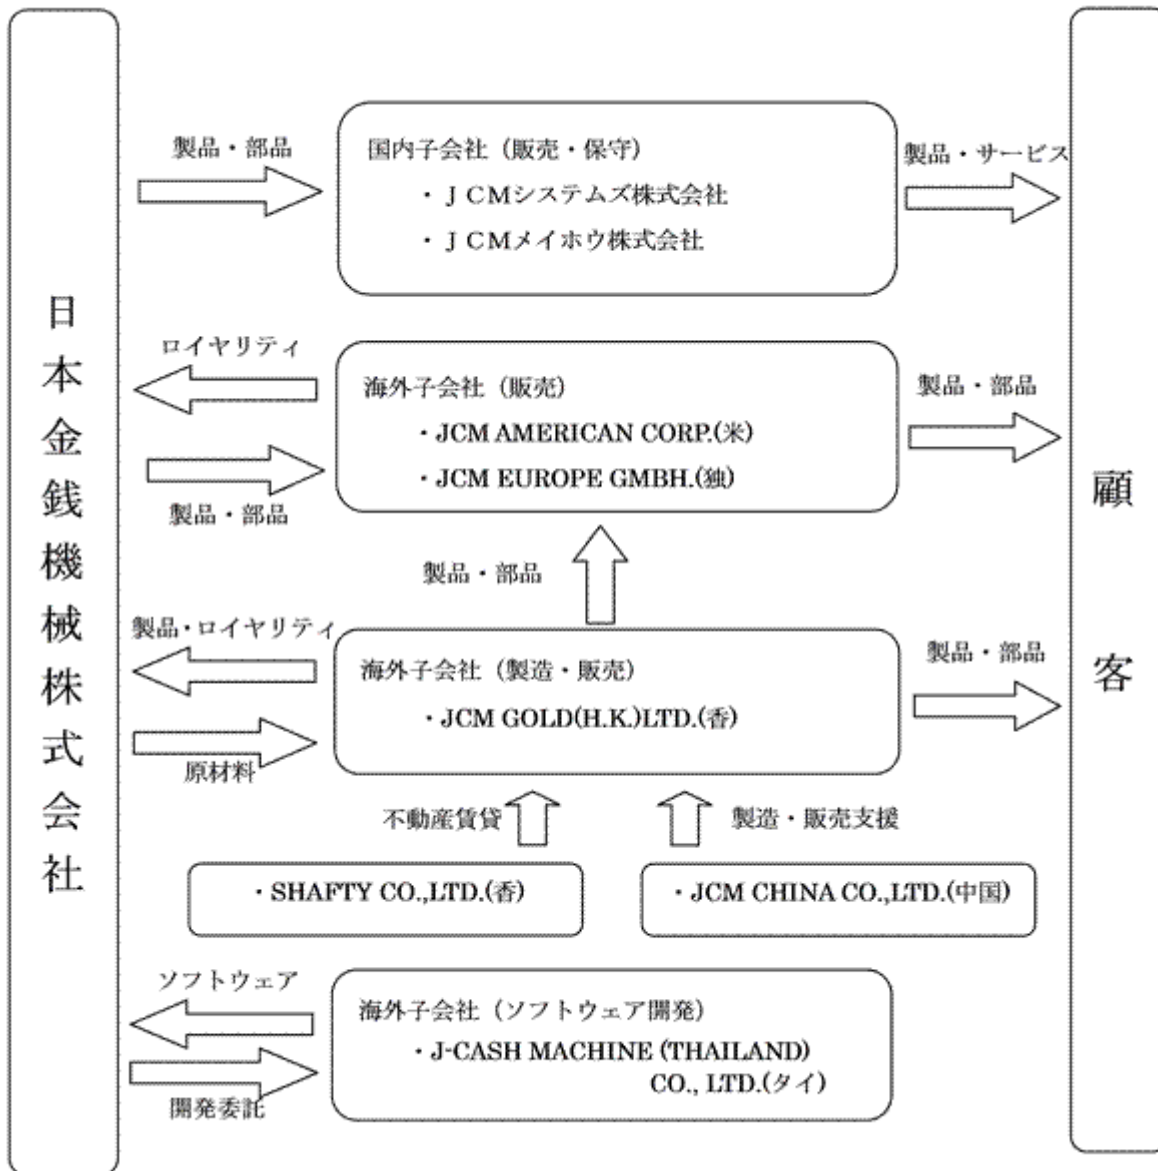 日本金銭機械株式会社
製品・部品
国内子会社（販売・保守）
・ＪＣＭシステムズ株式会社
・ＪＣＭメイホウ株式会社
製品・サービス
ロイヤリティ
製品・部品
海外子会社（販売）
・JCM AMERICAN CORP.(米)
・JCM EUROPE GMBH.(独)
製品・部品
製品・部品
製品・ロイヤリティ
原材料
海外子会社（製造・販売）
・JCM GOLD(H.K.)LTD.(香)
製品・部品
不動産賃貸
製造・販売支援
・SHAFTY CO.,LTD.(香)
・JCM CHINA CO.,LTD.(中国)
ソフトウェア
開発委託
海外子会社（ソフトウェア開発）
・J-CASH MACHINE (THAILAND)
CO., LTD.(タイ)
顧客